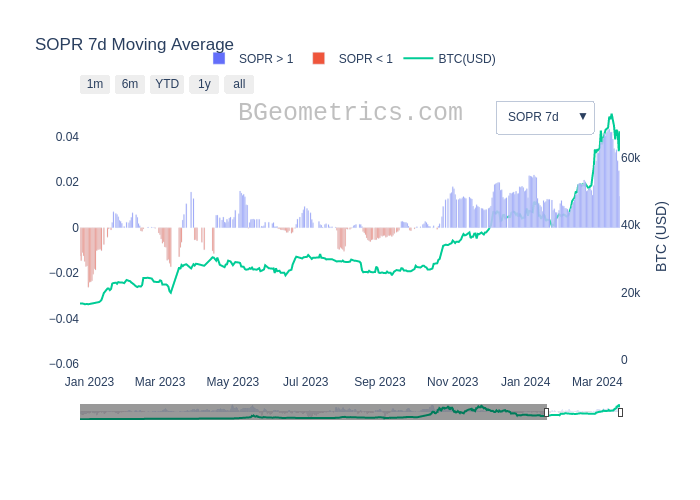 SOPR 7d Moving Average
SOPR > 1
SOPR < 1
BTC(USD)
1m 6m YTD 1y all
BGeometrics.com
SOPR 7d ▼
0.04
0.02
0
−0.02
−0.04
−0.06
60k
40k
20k
0
BTC (USD)
Jan 2023 Mar 2023 May 2023 Jul 2023 Sep 2023 Nov 2023 Jan 2024 Mar 2024